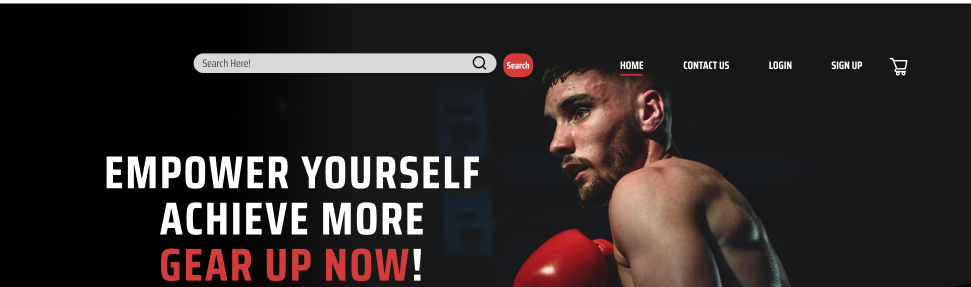 Search Here!
Search
HOME
CONTACT US
LOGIN
SIGN UP
EMPOWER YOURSELF
ACHIEVE MORE
GEAR UP NOW!